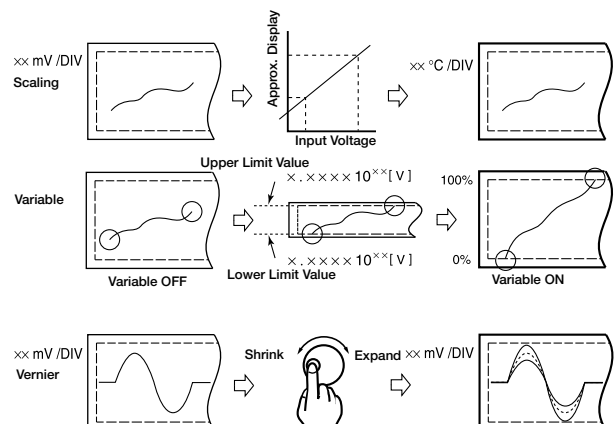 ×× mV /DIV
Scaling
Approx. Display
Input Voltage
×× °C /DIV
Variable
Upper Limit Value
×.×××× 10^××[ V ]
×.×××× 10^××[ V ]
Lower Limit Value
Variable OFF
100%
0%
Variable ON
×× mV /DIV
Vernier
Shrink
Expand
×× mV /DIV